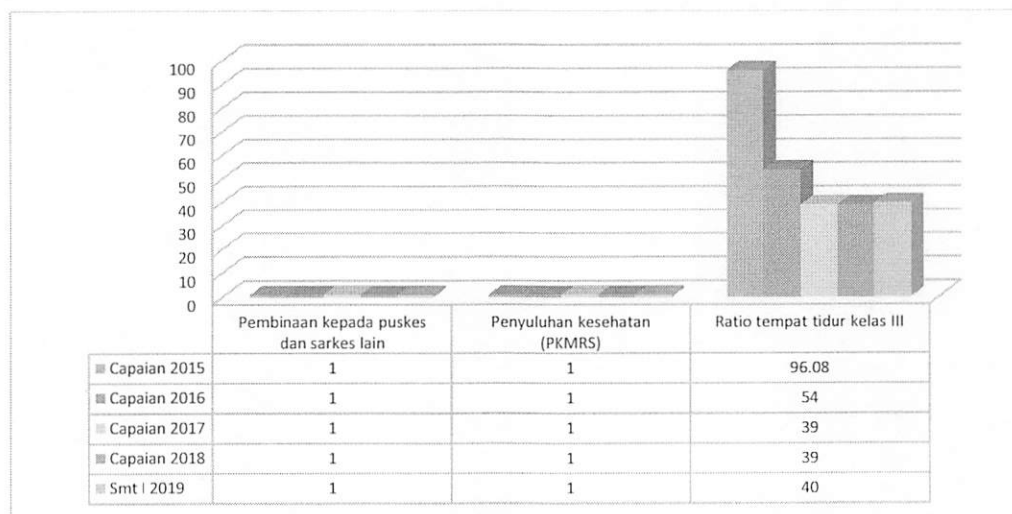 100
90
80
70
60
50
40
30
20
10
0
Pembinaan kepada puskes dan sarkes lain
Penyuluhan kesehatan (PKMRS)
Ratio tempat tidur kelas III
Capaian 2015 1 1 96.08
Capaian 2016 1 1 54
Capaian 2017 1 1 39
Capaian 2018 1 1 39
Smt I 2019 1 1 40